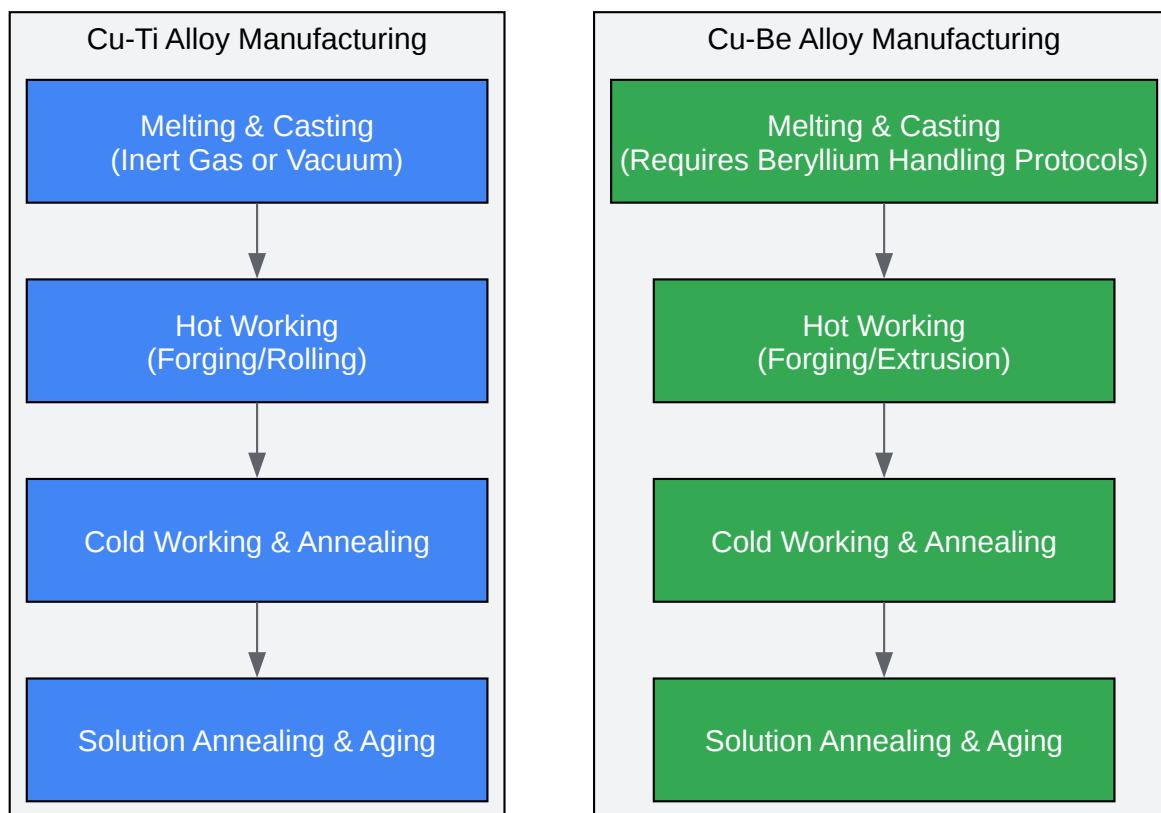 Cu-Ti Alloy Manufacturing
Melting & Casting
(Inert Gas or Vacuum)
Hot Working
(Forging/Rolling)
Cold Working & Annealing
Solution Annealing & Aging
Cu-Be Alloy Manufacturing
Melting & Casting
(Requires Beryllium Handling Protocols)
Hot Working
(Forging/Extrusion)
Cold Working & Annealing
Solution Annealing & Aging